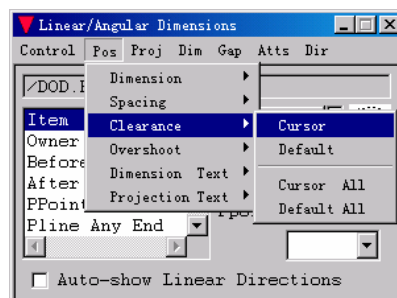 Linear/Angular Dimensions
Control Pos Proj Dim Gap Atts Dir
/DOD.
Dimension
Spacing
Item
Clearance
Cursor
Owner
Overshoot
Default
Before
Dimension Text
Cursor All
After
Projection Text
Default All
PPoint
Pline Any End
Auto-show Linear Directions